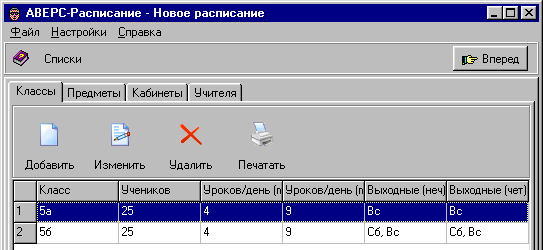 АВЕРС-Расписание - Новое расписание
Файл Настройки Справка
Списки Вперед
Классы Предметы Кабинеты Учителя
Добавить Изменить Удалить Печатать
Класс Учеников Уроков/день (п Уроков/день (п Выходные (неч) Выходные (чет)
1 5а 25 4 9 Вс Вс
2 5б 25 4 9 Сб, Вс Сб, Вс